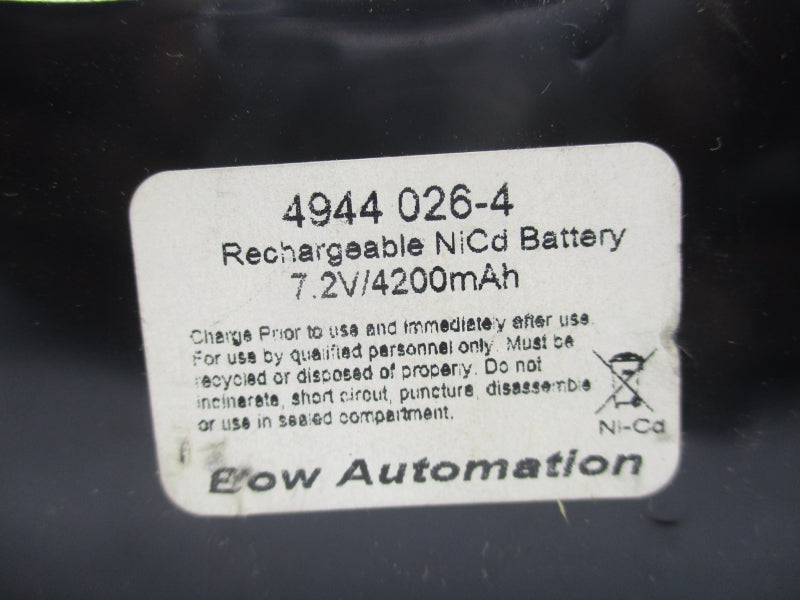 4944 026-4
Rechargeable NiCd Battery
7.2V/4200mAh
Charge Prior to use and immediately after use.
For use by qualified personnel only. Must be
recycled or disposed of properly. Do not
incinerate, short circut, puncture, disassemble
or use in sealed compartment.
Ni-Cd
Automation